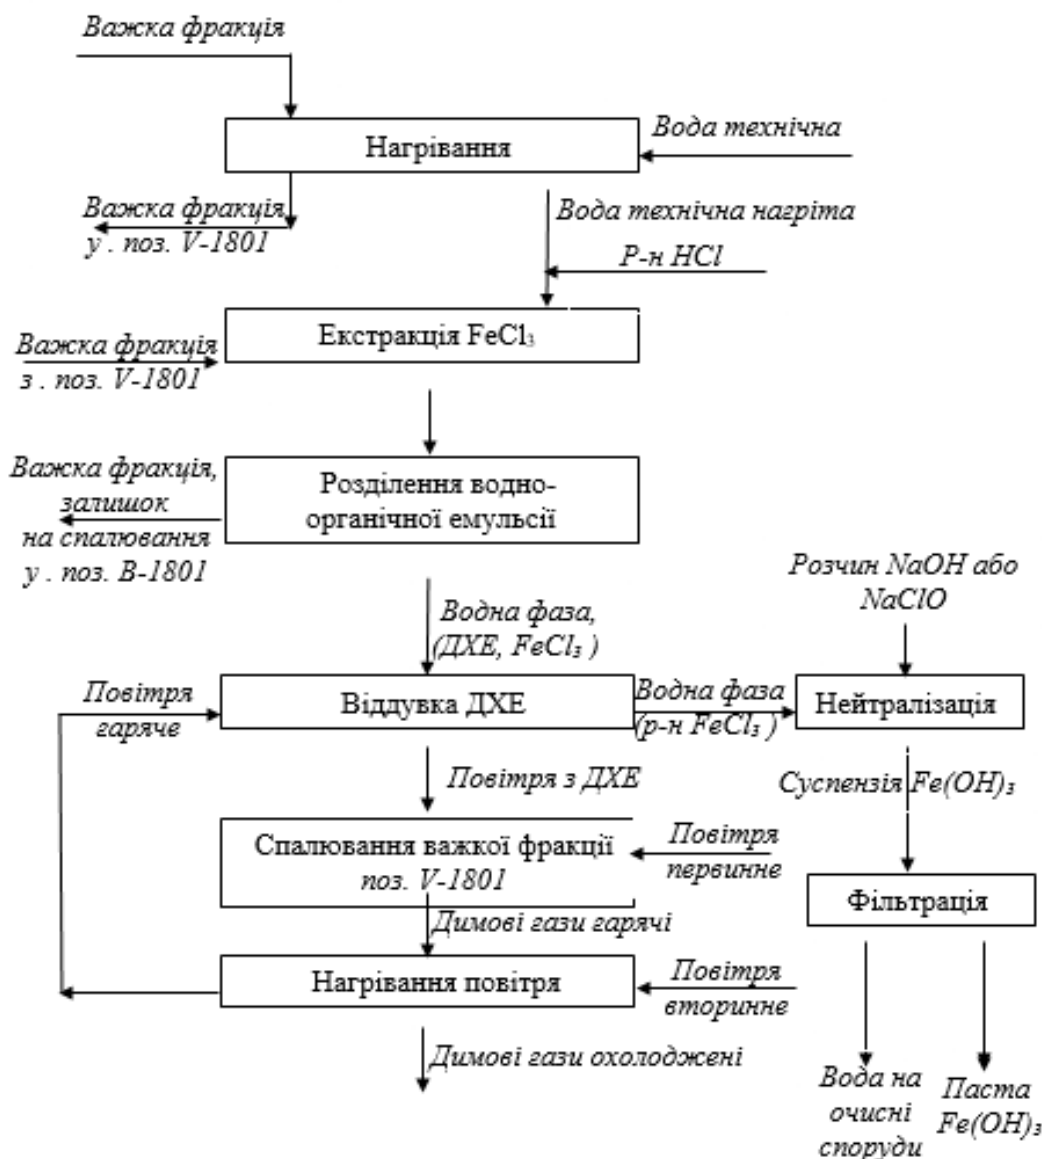 Важка фракція
Нагрівання
Вода технічна
Важка фракція
у . поз. V-1801
Вода технічна нагріта
Р-н HCl
Екстракція FeCl₃
Важка фракція
з . поз. V-1801
Важка фракція,
залишок
на спалювання
у . поз. В-1801
Розділення водно-
органічної емульсії
Розчин NaOH або
NaClO
Водна фаза,
(ДХЕ, FeCl₃ )
Повітря
гаряче
Віддувка ДХЕ
Водна фаза
(р-н FeCl₃ )
Нейтралізація
Повітря з ДХЕ
Суспензія Fe(OH)₃
Спалювання важкої фракції
поз. V-1801
Повітря
первинне
Фільтрація
Димові гази гарячі
Нагрівання повітря
Повітря
вторинне
Димові гази охолоджені
Вода на
очисні
споруди
Паста
Fe(OH)₃